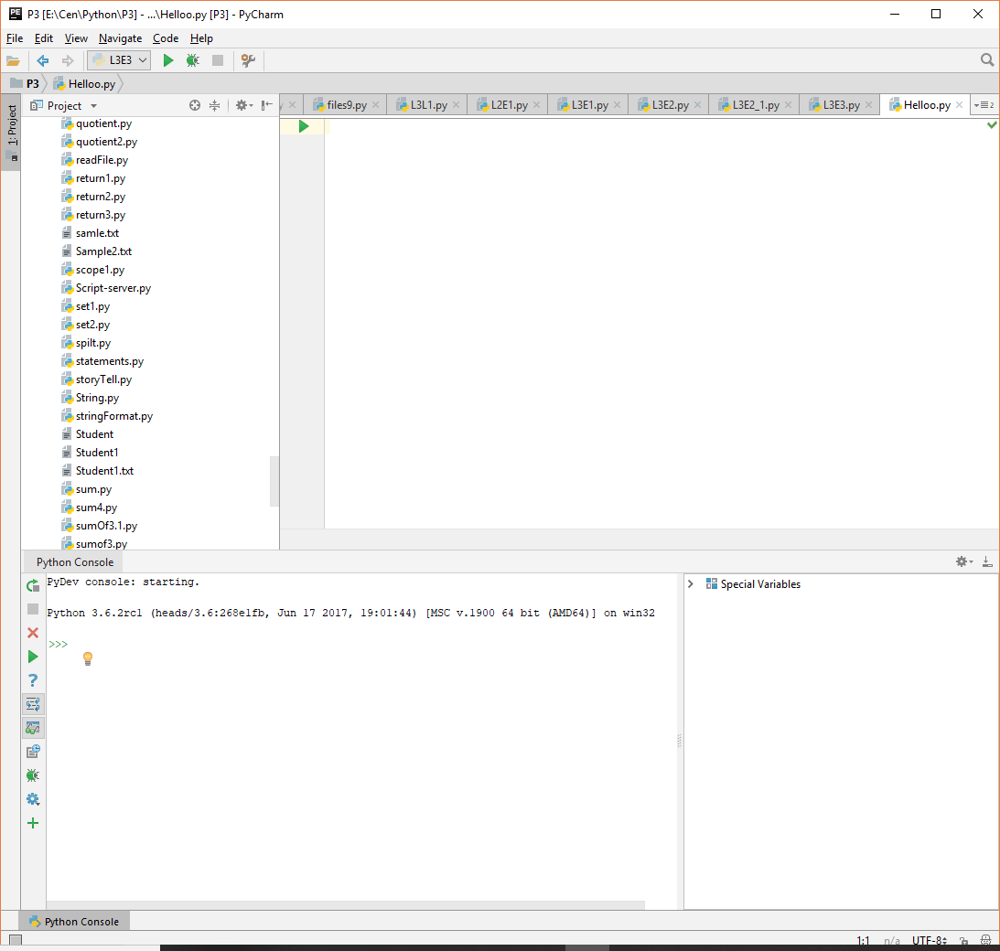 P3 [E:\Cen\Python\P3] - ...\Helloo.py [P3] - PyCharm
File Edit View Navigate Code Help
L3E3
P3 Helloo.py
1: Project
Project
files9.py L3L1.py L2E1.py L3E1.py L3E2.py L3E2_1.py L3E3.py Helloo.py 2
quotient.py
quotient2.py
readFile.py
return1.py
return2.py
return3.py
samle.txt
Sample2.txt
scope1.py
Script-server.py
set1.py
set2.py
spilt.py
statements.py
storyTell.py
String.py
stringFormat.py
Student
Student1
Student1.txt
sum.py
sum4.py
sumOf3.1.py
sumof3.py
Python Console
PyDev console: starting.
Python 3.6.2rc1 (heads/3.6:268e1fb, Jun 17 2017, 19:01:44) [MSC v.1900 64 bit (AMD64)] on win32
>>>
Special Variables
Python Console
1:1 n/a UTF-8